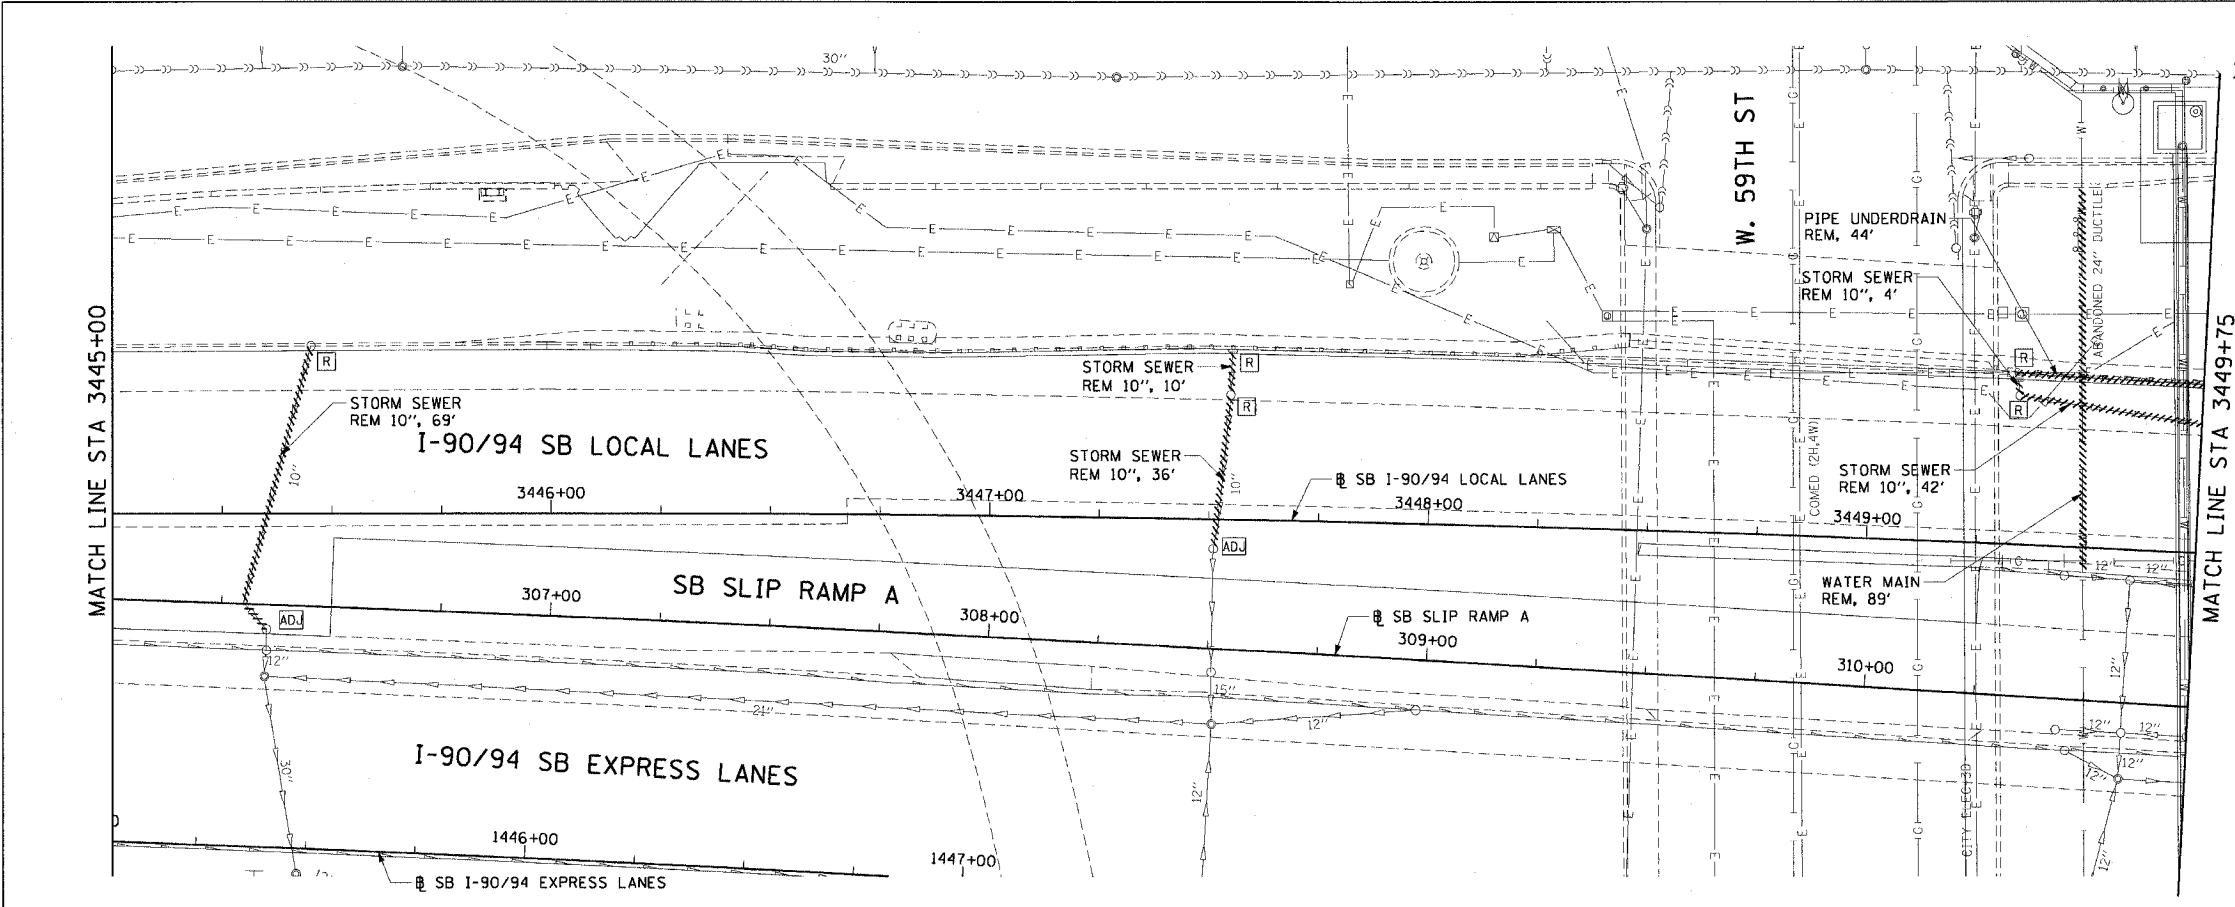 30"
W. 59TH ST
PIPE UNDERDRAIN
REM, 44'
STORM SEWER
REM 10", 4'
ABANDONED 24" DUCTILE
MATCH LINE STA 3445+00
MATCH LINE STA 3449+75
R
R
R
R
R
STORM SEWER
REM 10", 69'
STORM SEWER
REM 10", 10'
STORM SEWER
REM 10", 36'
STORM SEWER
REM 10", 42'
I-90/94 SB LOCAL LANES
10"
10"
℄ SB I-90/94 LOCAL LANES
COMED (2H,4W)
3446+00
3447+00
3448+00
3449+00
ADJ
ADJ
WATER MAIN
REM, 89'
12"
12"
SB SLIP RAMP A
℄ SB SLIP RAMP A
307+00
308+00
309+00
310+00
12"
15"
21"
12"
12"
12"
12"
12"
12"
I-90/94 SB EXPRESS LANES
30"
12"
12"
CITY ELECT
1446+00
1447+00
℄ SB I-90/94 EXPRESS LANES